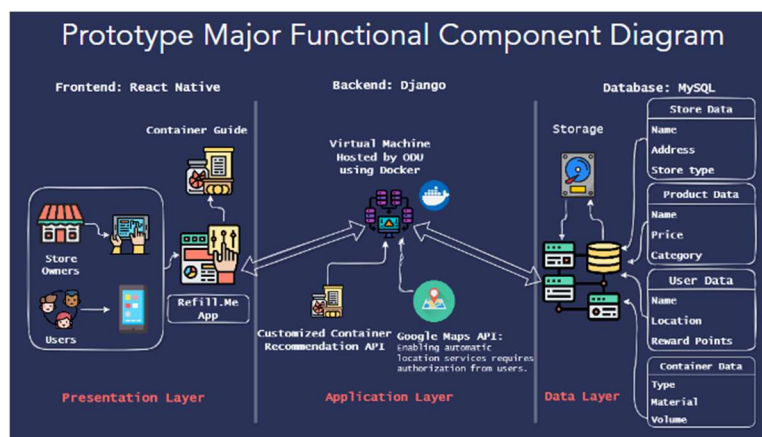 Prototype Major Functional Component Diagram
Frontend: React Native
Container Guide
Store
Owners
Users
Refill.Me
App
Presentation Layer
Backend: Django
Virtual Machine
Hosted by ODU
using Docker
Customized Container
Recommendation API
Google Maps API:
Enabling automatic
location services requires
authorization from users.
Application Layer
Database: MySQL
Storage
Data Layer
Store Data
Name
Address
Store type
Product Data
Name
Price
Category
User Data
Name
Location
Reward Points
Container Data
Type
Material
Volume